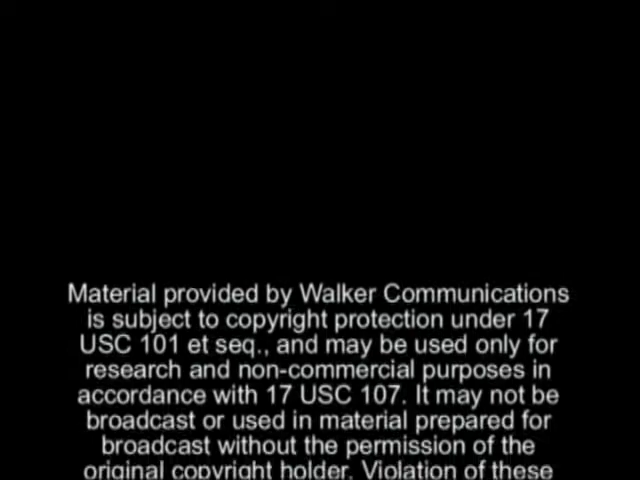 Material provided by Walker Communications
is subject to copyright protection under 17
USC 101 et seq., and may be used only for
research and non-commercial purposes in
accordance with 17 USC 107. It may not be
broadcast or used in material prepared for
broadcast without the permission of the
original copyright holder. Violation of these